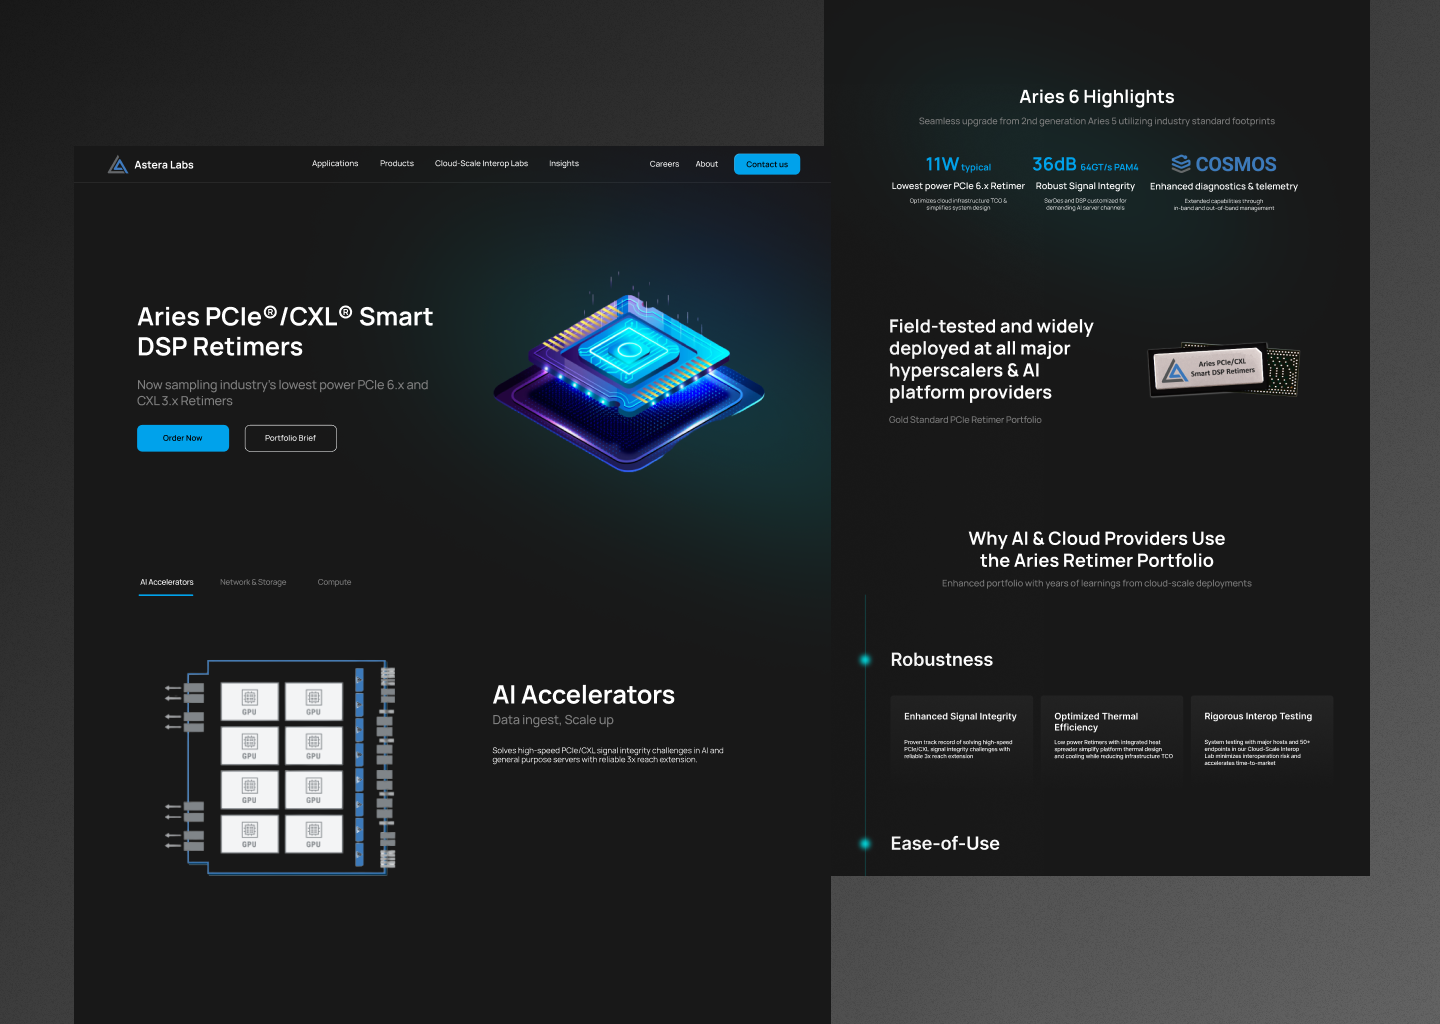 Astera Labs
Applications
Products
Cloud-Scale Interop Labs
Insights
Careers
About
Contact us
Aries PCIe®/CXL® Smart
DSP Retimers
Now sampling industry's lowest power PCIe 6.x and
CXL 3.x Retimers
Order Now
Portfolio Brief
AI Accelerators
Network & Storage
Compute
GPU
GPU
GPU
GPU
GPU
GPU
GPU
GPU
AI Accelerators
Data ingest, Scale up
Solves high-speed PCIe/CXL signal integrity challenges in AI and
general purpose servers with reliable 3x reach extension.
Aries 6 Highlights
Seamless upgrade from 2nd generation Aries 5 utilizing industry standard footprints
11W typical
Lowest power PCIe 6.x Retimer
Optimizes cloud infrastructure TCO &
simplifies system design
36dB 64GT/s PAM4
Robust Signal Integrity
SerDes and DSP customized for
demanding AI server channels
COSMOS
Enhanced diagnostics & telemetry
Extended capabilities through
in-band and out-of-band management
Field-tested and widely
deployed at all major
hyperscalers & AI
platform providers
Gold Standard PCIe Retimer Portfolio
Aries PCIe/CXL
Smart DSP Retimers
Why AI & Cloud Providers Use
the Aries Retimer Portfolio
Enhanced portfolio with years of learnings from cloud-scale deployments
Robustness
Enhanced Signal Integrity
Proven track record of solving high-speed
PCIe/CXL signal integrity challenges with
reliable 3x reach extension
Optimized Thermal
Efficiency
Low power Retimers with integrated heat
spreader simplify platform thermal design
and cooling while reducing infrastructure TCO
Rigorous Interop Testing
System testing with major hosts and 50+
endpoints in our Cloud-Scale Interop
Lab minimizes interoperation risk and
accelerates time-to-market
Ease-of-Use